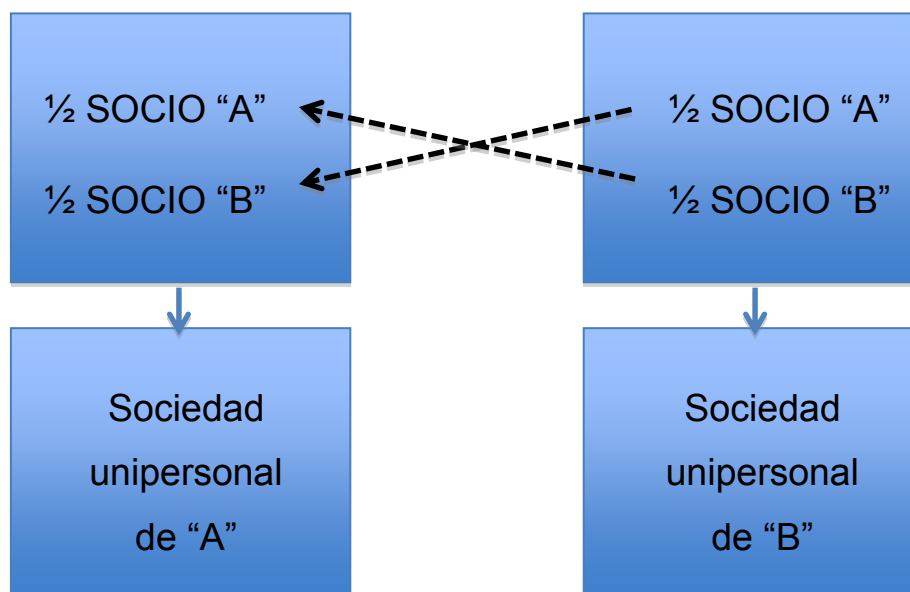 ½ SOCIO “A”
½ SOCIO “B”
½ SOCIO “A”
½ SOCIO “B”
Sociedad
unipersonal
de “A”
Sociedad
unipersonal
de “B”